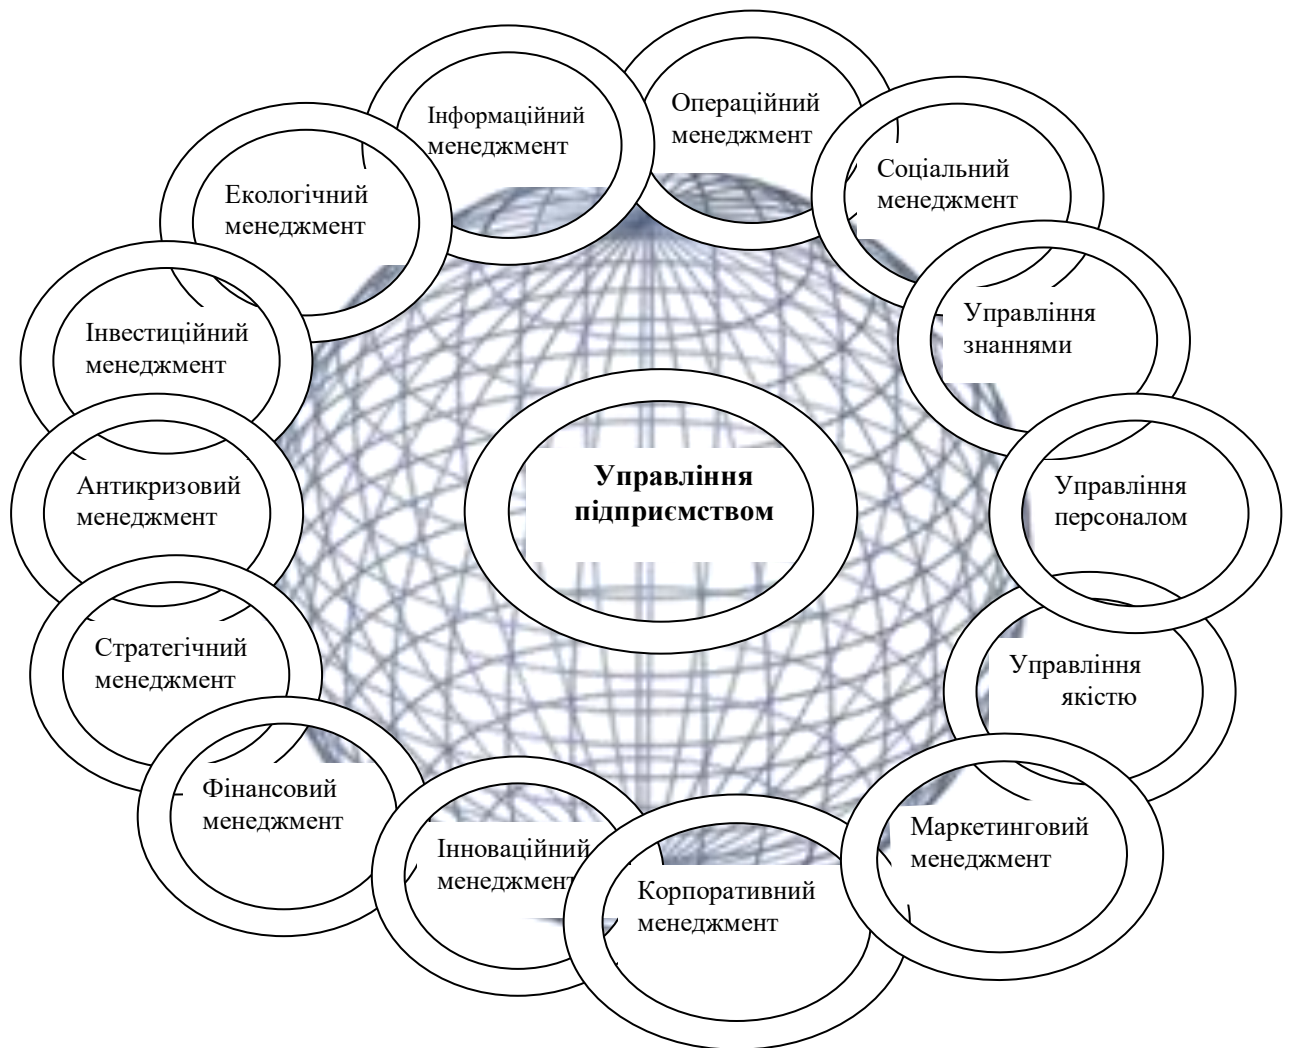 Інформаційний
менеджмент
Операційний
менеджмент
Соціальний
менеджмент
Екологічний
менеджмент
Управління
знаннями
Інвестиційний
менеджмент
Управління
підприємством
Антикризовий
менеджмент
Управління
персоналом
Стратегічний
менеджмент
Управління
якістю
Фінансовий
менеджмент
Інноваційний
менеджмент
Корпоративний
менеджмент
Маркетинговий
менеджмент